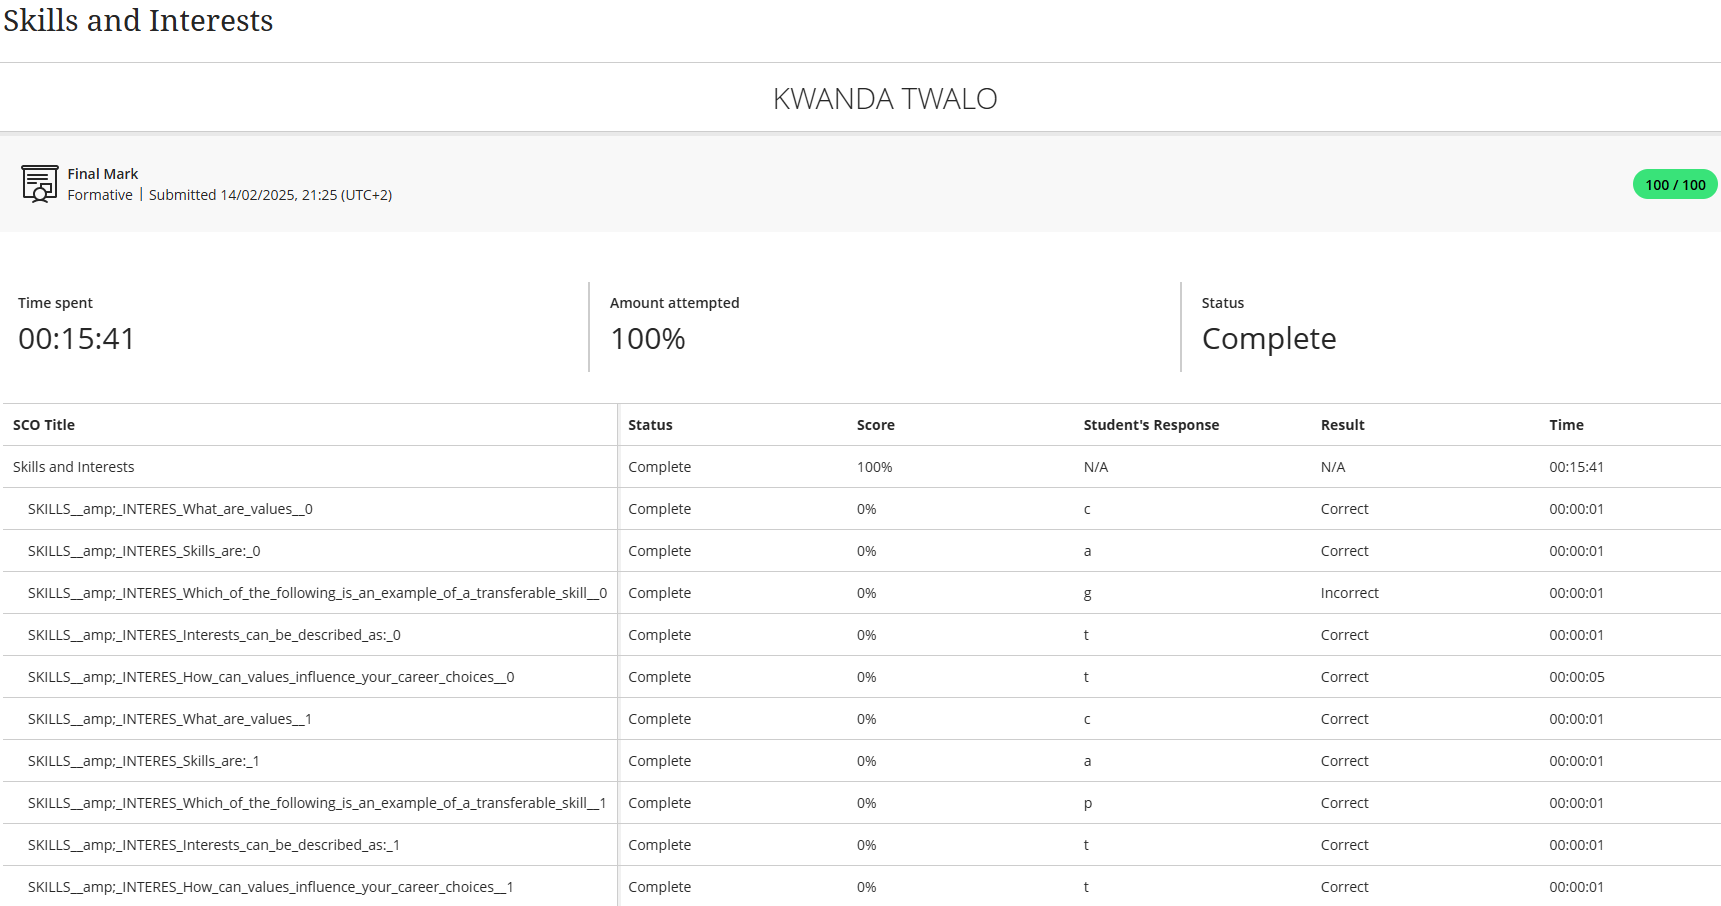 Skills and Interests
KWANDA TWALO
Final Mark
Formative | Submitted 14/02/2025, 21:25 (UTC+2)
100 / 100
Time spent
00:15:41
Amount attempted
100%
Status
Complete
SCO Title Status Score Student's Response Result Time
Skills and Interests Complete 100% N/A N/A 00:15:41
SKILLS__amp;_INTERES_What_are_values__0 Complete 0% c Correct 00:00:01
SKILLS__amp;_INTERES_Skills_are:_0 Complete 0% a Correct 00:00:01
SKILLS__amp;_INTERES_Which_of_the_following_is_an_example_of_a_transferable_skill__0 Complete 0% g Incorrect 00:00:01
SKILLS__amp;_INTERES_Interests_can_be_described_as:_0 Complete 0% t Correct 00:00:01
SKILLS__amp;_INTERES_How_can_values_influence_your_career_choices__0 Complete 0% t Correct 00:00:05
SKILLS__amp;_INTERES_What_are_values__1 Complete 0% c Correct 00:00:01
SKILLS__amp;_INTERES_Skills_are:_1 Complete 0% a Correct 00:00:01
SKILLS__amp;_INTERES_Which_of_the_following_is_an_example_of_a_transferable_skill__1 Complete 0% p Correct 00:00:01
SKILLS__amp;_INTERES_Interests_can_be_described_as:_1 Complete 0% t Correct 00:00:01
SKILLS__amp;_INTERES_How_can_values_influence_your_career_choices__1 Complete 0% t Correct 00:00:01